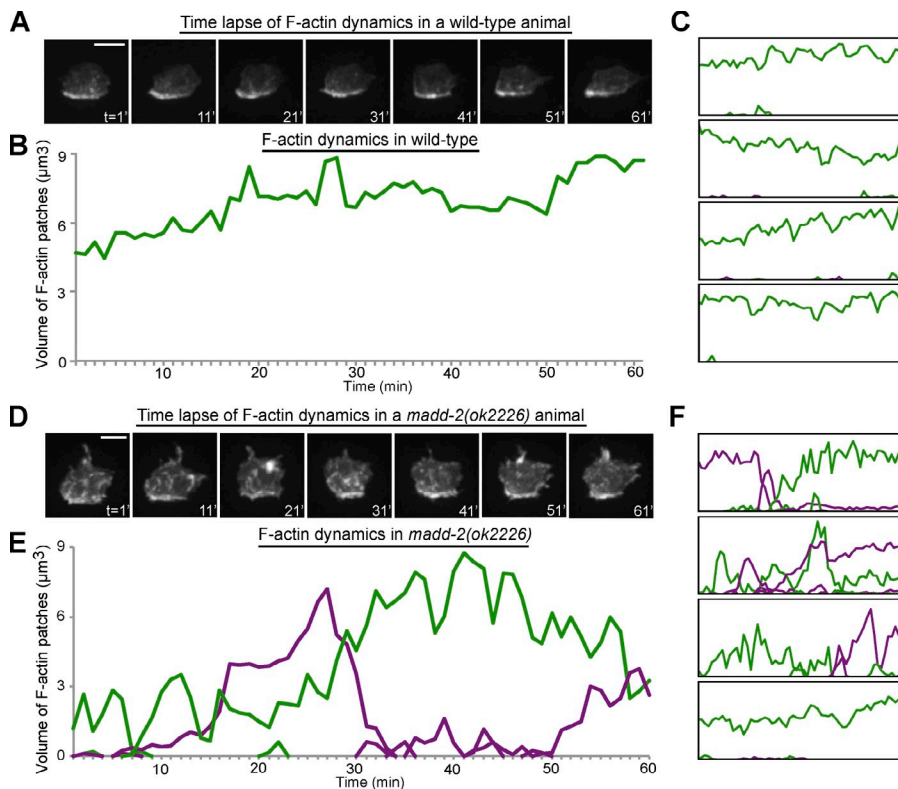 A
Time lapse of F-actin dynamics in a wild-type animal
t=1' 11' 21' 31' 41' 51' 61'
B
F-actin dynamics in wild-type
Volume of F-actin patches (µm3)
9
6
3
0
10 20 30 40 50 60
Time (min)
C
D
Time lapse of F-actin dynamics in a madd-2(ok2226) animal
t=1' 11' 21' 31' 41' 51' 61'
E
F-actin dynamics in madd-2(ok2226)
Volume of F-actin patches (µm3)
9
6
3
0
10 20 30 40 50 60
Time (min)
F